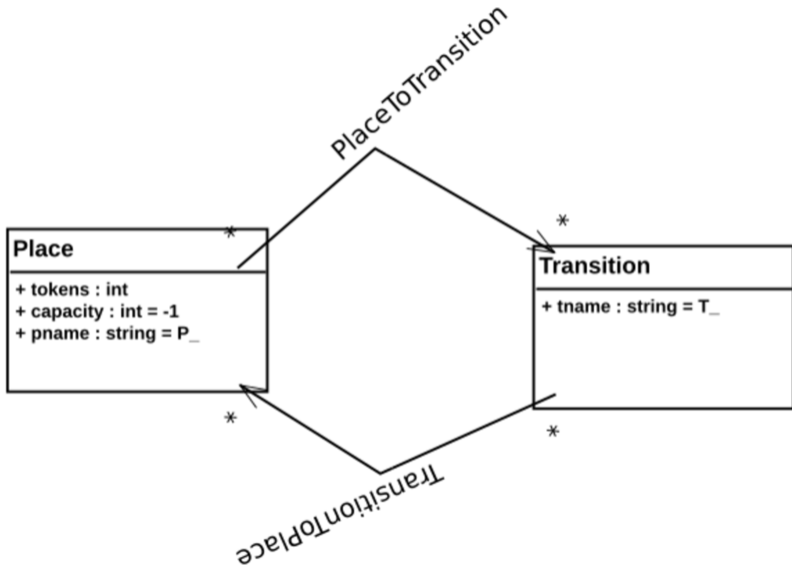 PlaceToTransition
*
*
Place
+ tokens : int
+ capacity : int = -1
+ pname : string = P_
Transition
+ tname : string = T_
*
*
TransitionToPlace